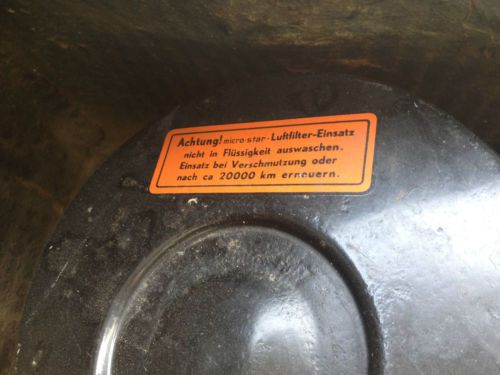 Achtung! micro-star-Luftfilter-Einsatz
nicht in Flüssigkeit auswaschen.
Einsatz bei Verschmutzung oder
nach ca 20000 km erneuern.